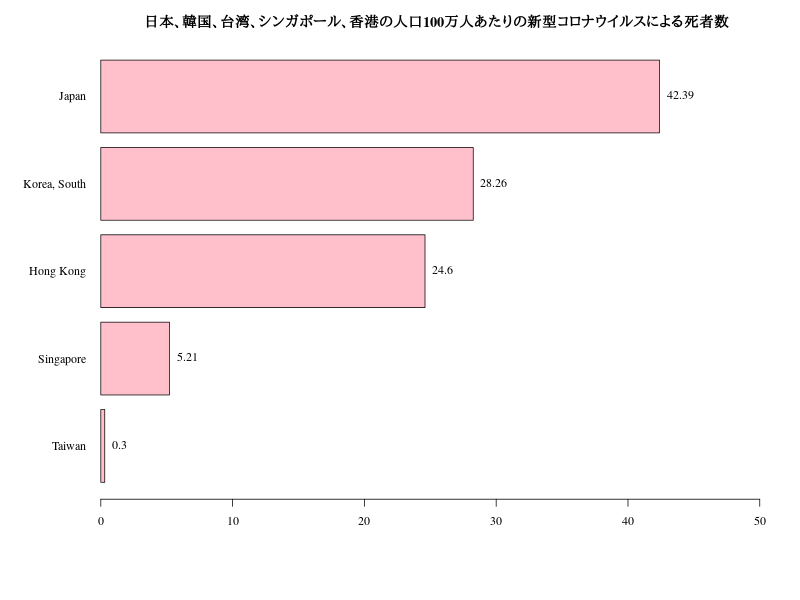 日本、韓国、台湾、シンガポール、香港の人口100万人あたりの新型コロナウイルスによる死者数
Japan 42.39
Korea, South 28.26
Hong Kong 24.6
Singapore 5.21
Taiwan 0.3
0 10 20 30 40 50